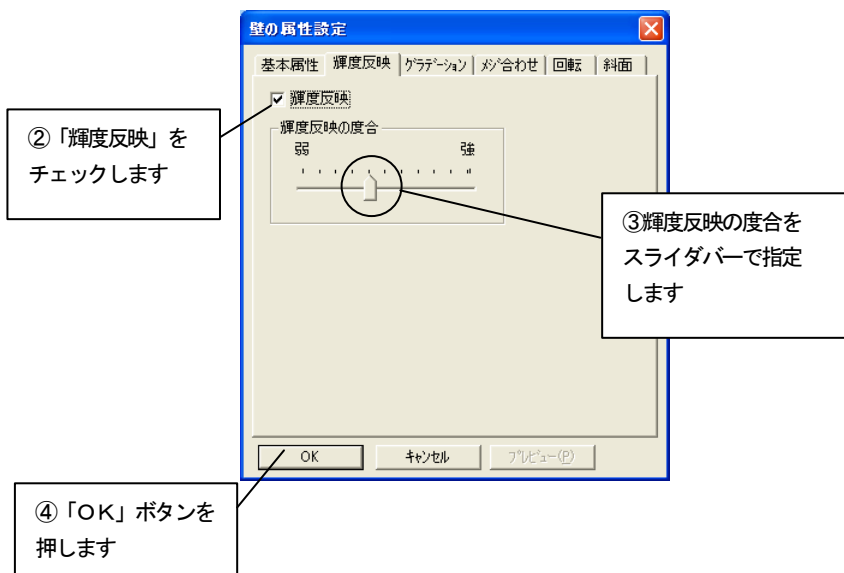 壁の属性設定
基本属性 輝度反映 グラデーション メジ合わせ 回転 斜面
輝度反映
輝度反映の度合
弱 強
②「輝度反映」を
チェックします
③輝度反映の度合を
スライダバーで指定
します
OK キャンセル プレビュー(P)
④「OK」ボタンを
押します